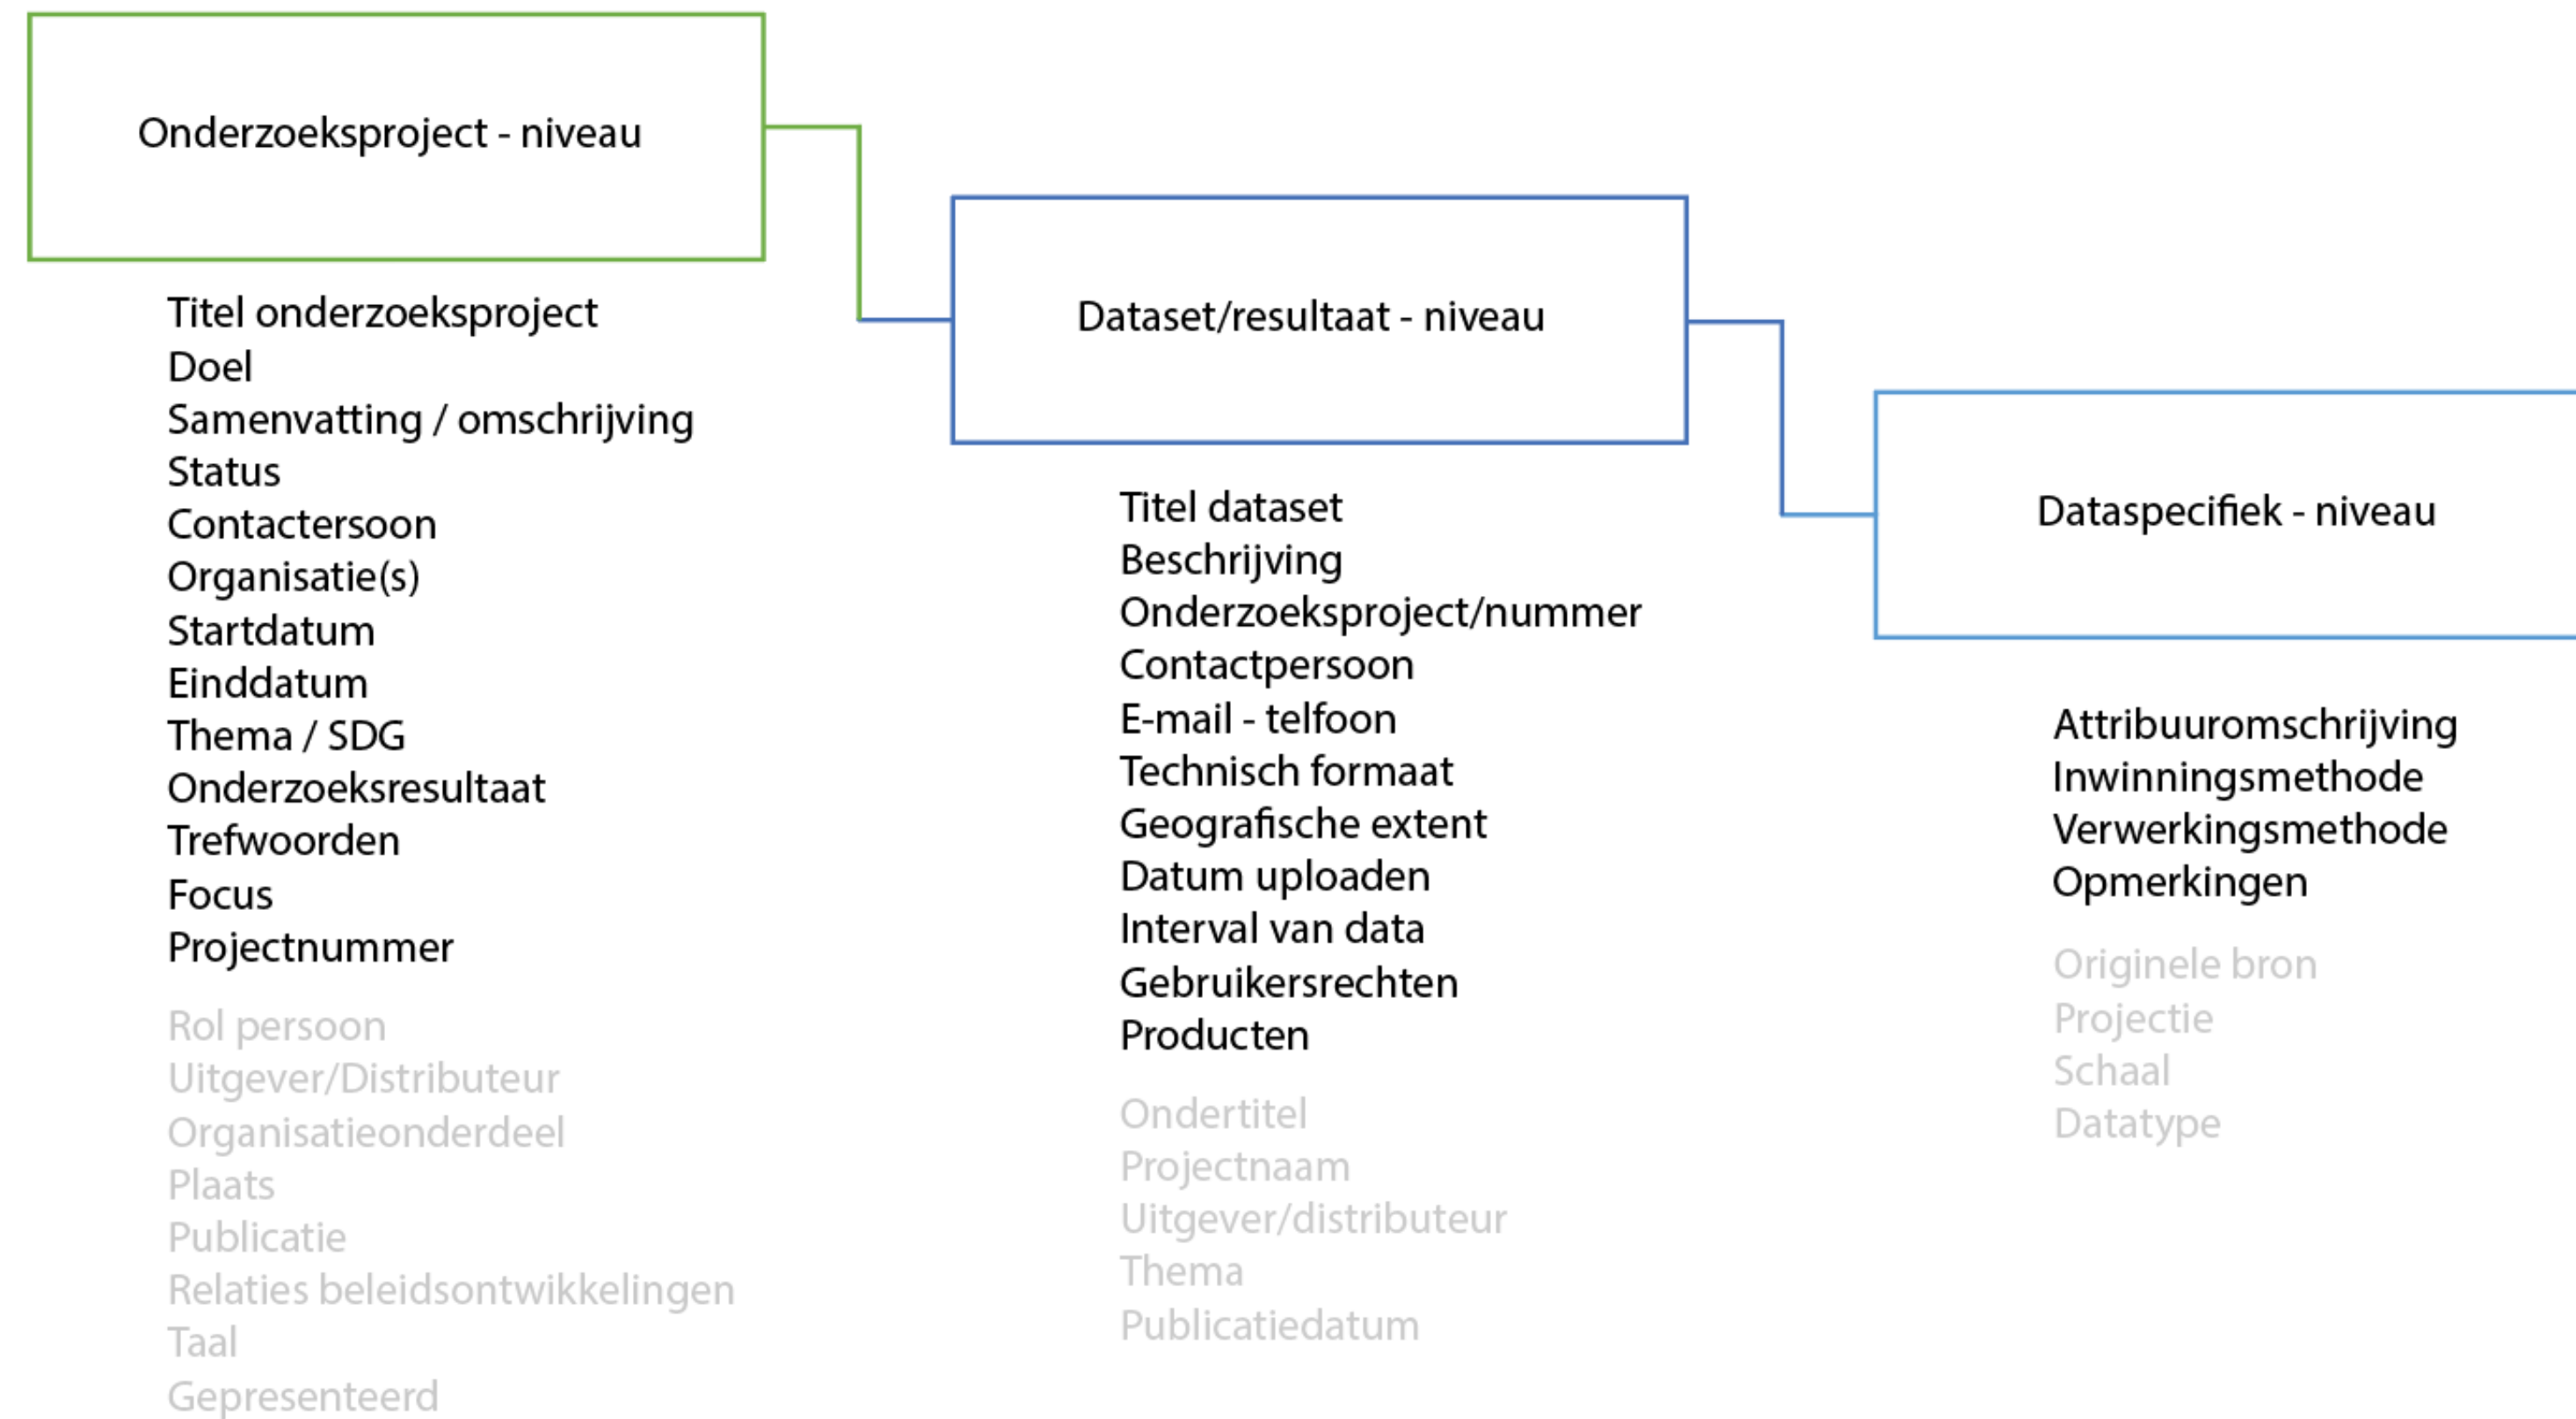 Onderzoeksproject - niveau
Titel onderzoeksproject
Doel
Samenvatting / omschrijving
Status
Contactersoon
Organisatie(s)
Startdatum
Einddatum
Thema / SDG
Onderzoeksresultaat
Trefwoorden
Focus
Projectnummer
Rol persoon
Uitgever/Distributeur
Organisatieonderdeel
Plaats
Publicatie
Relaties beleidsontwikkelingen
Taal
Gepresenteerd
Dataset/resultaat - niveau
Titel dataset
Beschrijving
Onderzoeksproject/nummer
Contactpersoon
E-mail - telfoon
Technisch formaat
Geografische extent
Datum uploaden
Interval van data
Gebruikersrechten
Producten
Ondertitel
Projectnaam
Uitgever/distributeur
Thema
Publicatiedatum
Dataspecifiek - niveau
Attribuuromschrijving
Inwinningsmethode
Verwerkingsmethode
Opmerkingen
Originele bron
Projectie
Schaal
Datatype